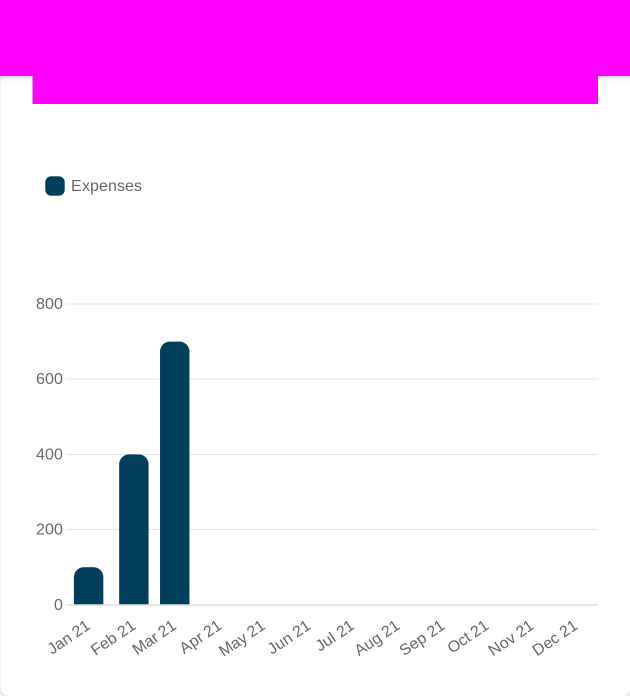 Expenses
800
600
400
200
0
Jan 21
Feb 21
Mar 21
Apr 21
May 21
Jun 21
Jul 21
Aug 21
Sep 21
Oct 21
Nov 21
Dec 21